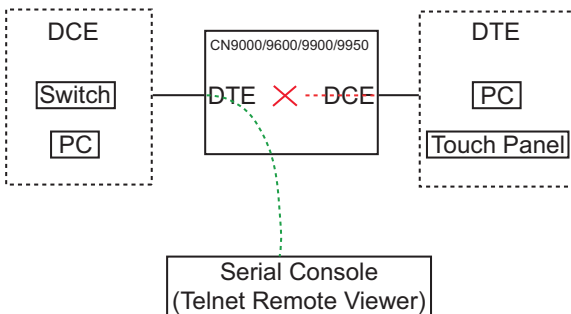 DCE
Switch
PC
CN9000/9600/9900/9950
DTE
DCE
DTE
PC
Touch Panel
Serial Console
(Telnet Remote Viewer)